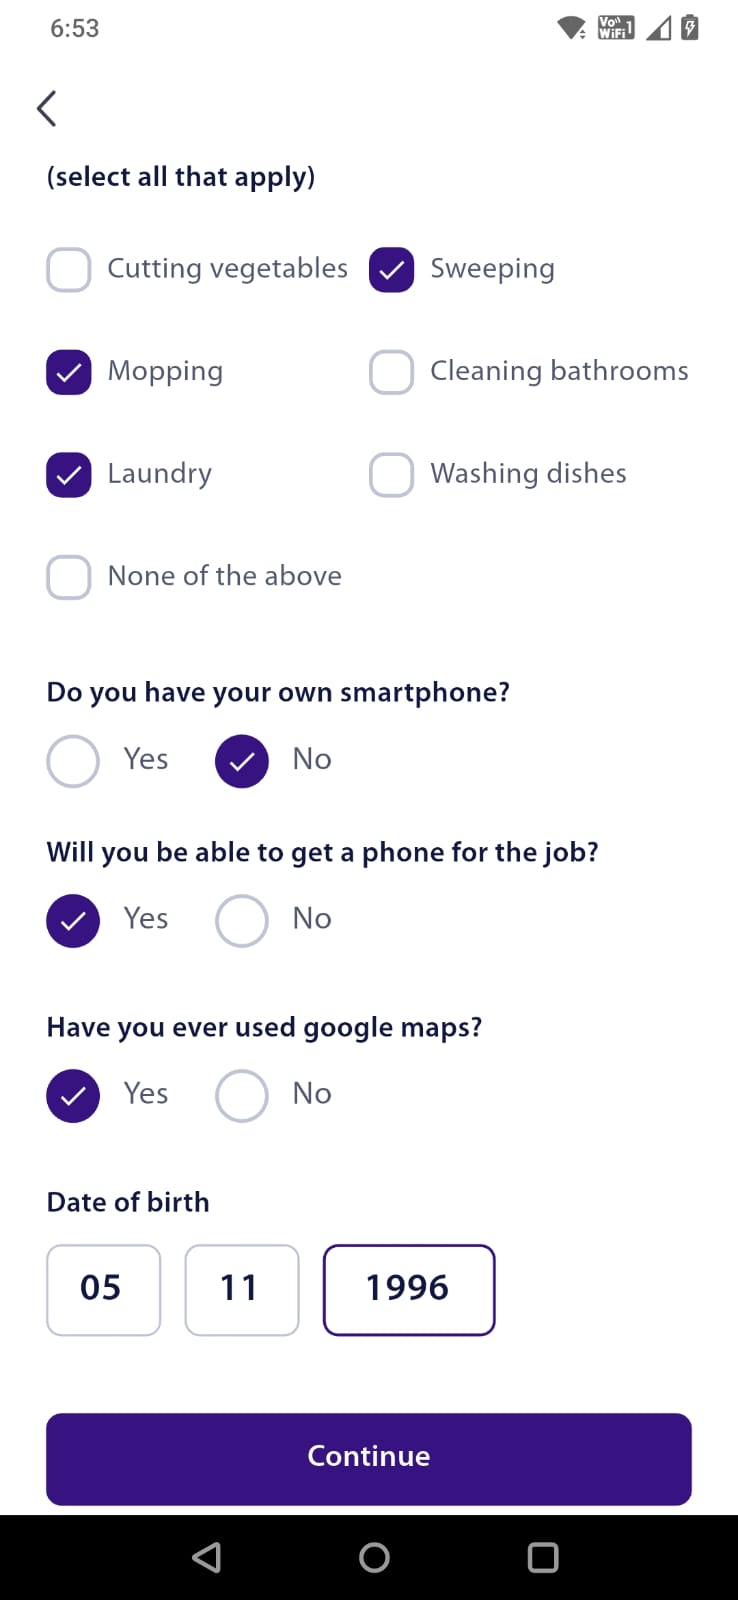 6:53
Vo)) WiFi 1
(select all that apply)
Cutting vegetables Sweeping
Mopping Cleaning bathrooms
Laundry Washing dishes
None of the above
Do you have your own smartphone?
Yes No
Will you be able to get a phone for the job?
Yes No
Have you ever used google maps?
Yes No
Date of birth
05 11 1996
Continue